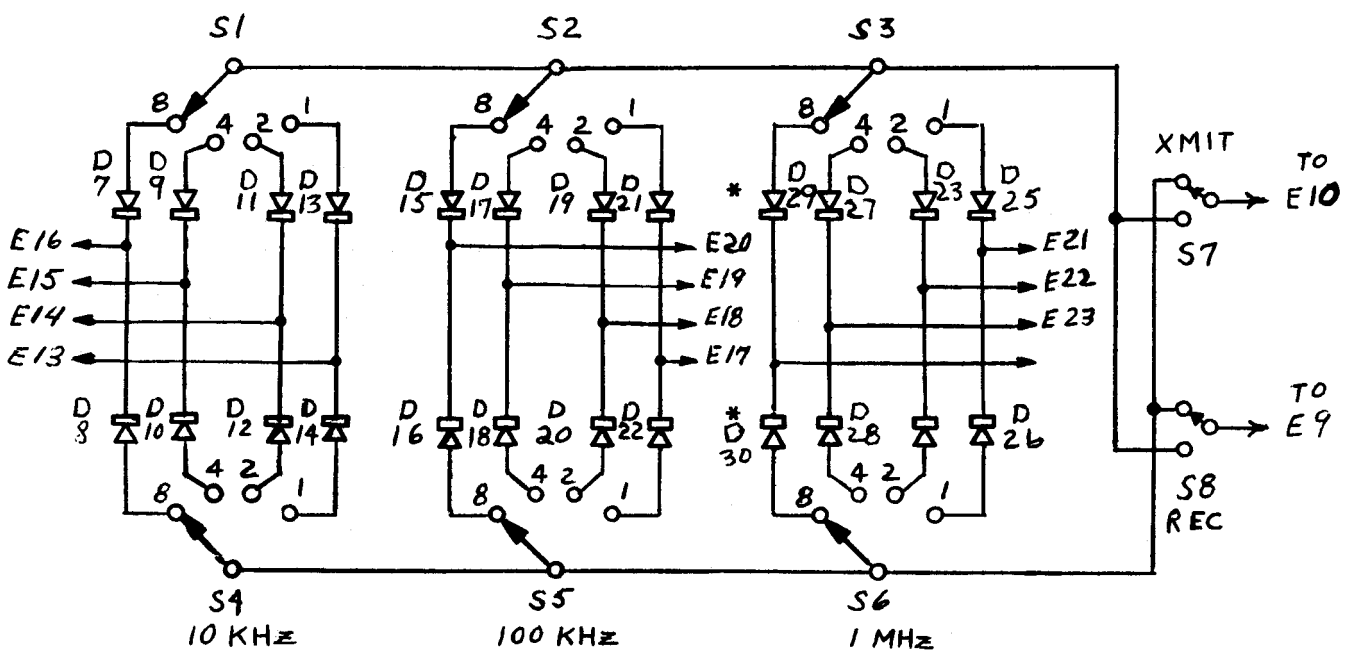 S1 S2 S3
8 4 2 1 8 4 2 1 8 4 2 1
XMIT
TO
E10
D
7
D
9
D
11
D
13
D
15
D
17
D
19
D
21
*
D
29
D
27
D
23
D
25
S7
E16 E20 E21
E15 E19 E22
E14 E18 E23
E13 E17
D
8
D
10
D
12
D
14
D
16
D
18
D
20
D
22
*
D
30
D
28
D
26
TO
E9
8 4 2 1 8 4 2 1 8 4 2 1
S8
REC
S4 S5 S6
10 KHz 100 KHz 1 MHz